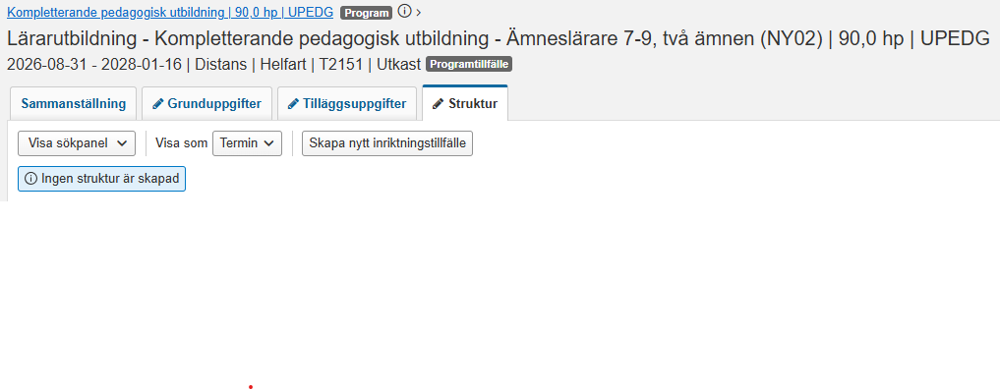 Kompletterande pedagogisk utbildning | 90,0 hp | UPEDG Program ⓘ ›
Lärarutbildning - Kompletterande pedagogisk utbildning - Ämneslärare 7-9, två ämnen (NY02) | 90,0 hp | UPEDG
2026-08-31 - 2028-01-16 | Distans | Helfart | T2151 | Utkast Programtillfälle
Sammanställning Grunduppgifter Tilläggsuppgifter Struktur
Visa sökpanel Visa som Termin Skapa nytt inriktningstillfälle
Ingen struktur är skapad